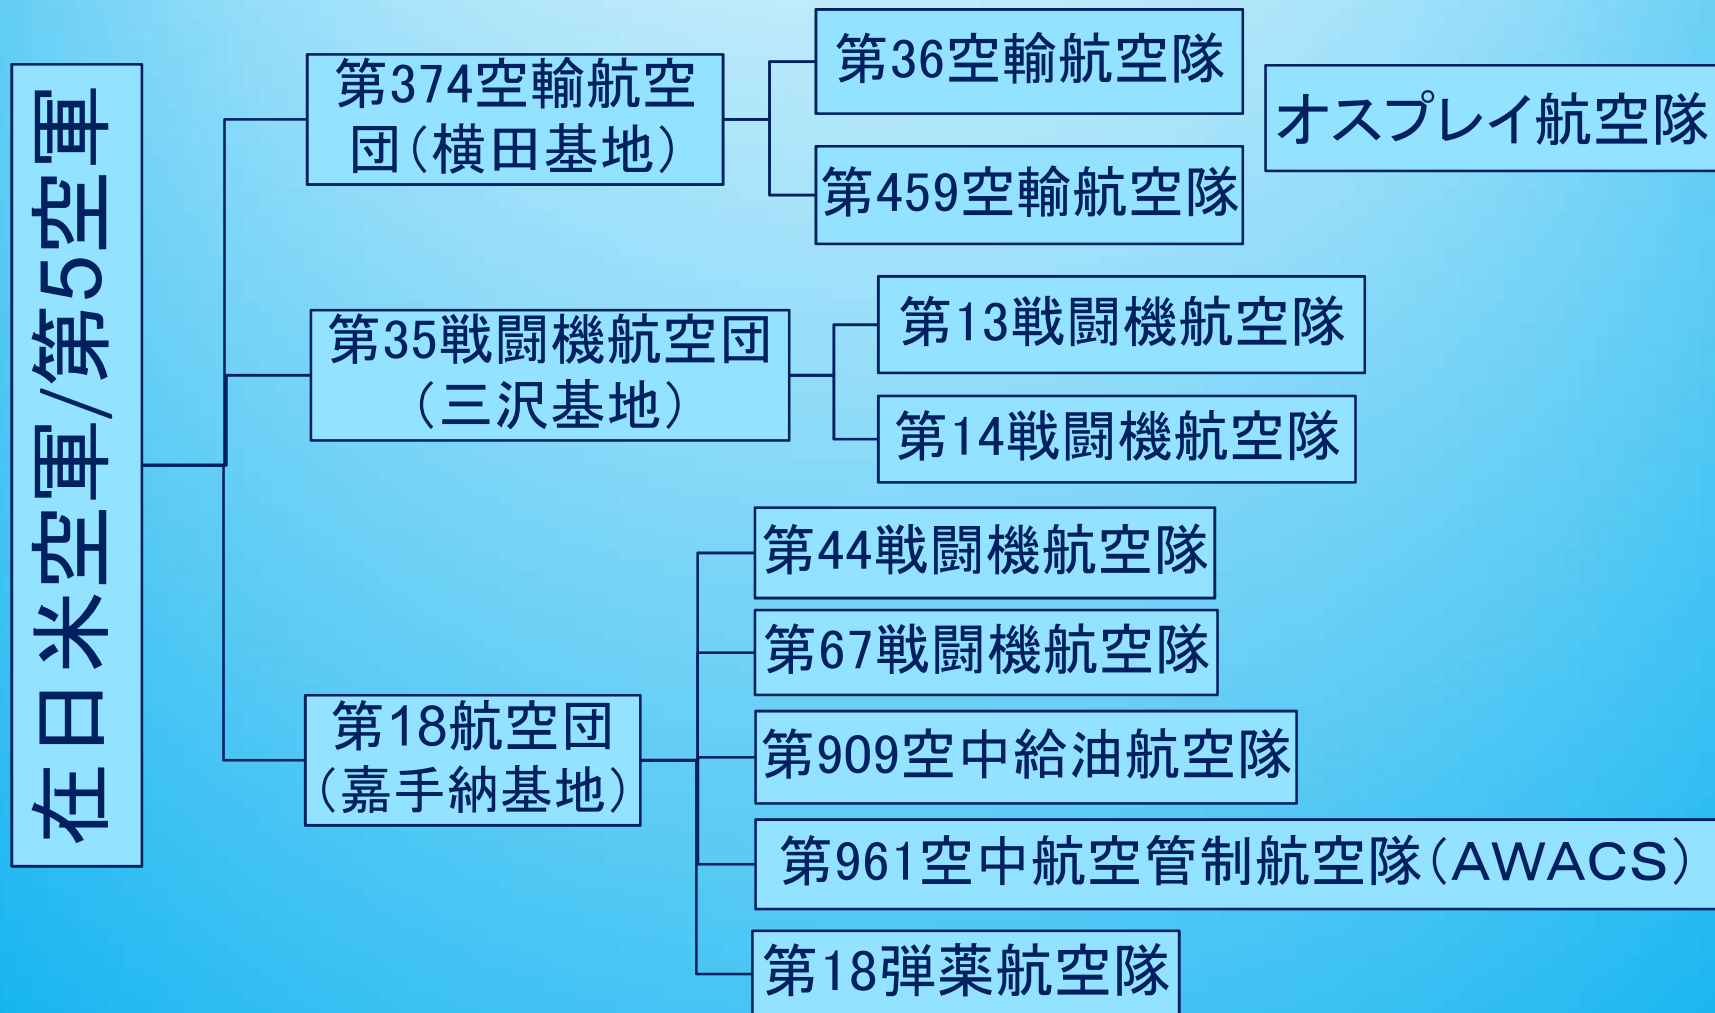 在日米空軍/第5空軍
第374空輸航空
団(横田基地)
第36空輸航空隊
第459空輸航空隊
オスプレイ航空隊
第35戦闘機航空団
(三沢基地)
第13戦闘機航空隊
第14戦闘機航空隊
第18航空団
(嘉手納基地)
第44戦闘機航空隊
第67戦闘機航空隊
第909空中給油航空隊
第961空中航空管制航空隊(AWACS)
第18弾薬航空隊